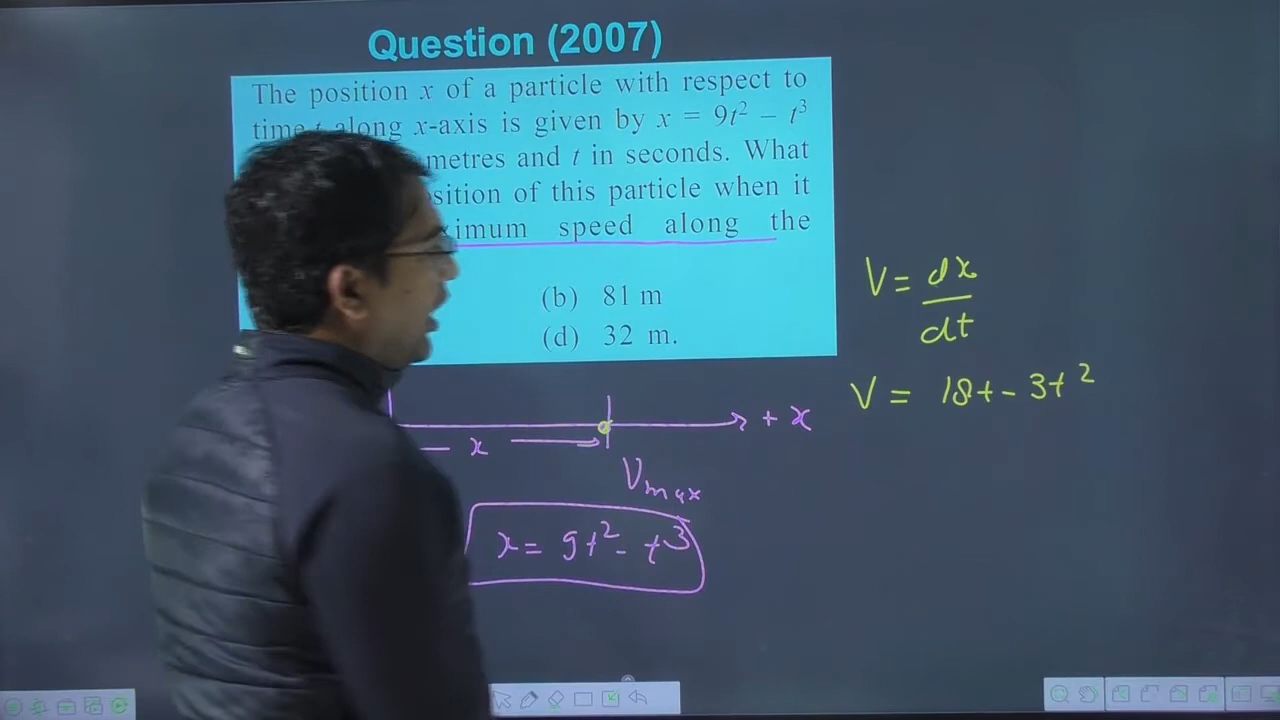 Question (2007)
The position x of a particle with respect to
time t along x-axis is given by x = 9t² – t³
metres and t in seconds. What
of this particle when it
speed along the
(b) 81 m
(d) 32 m.
V = dx
dt
V = 18t - 3t²
+ x
x
Vmax
x = 9t² - t³